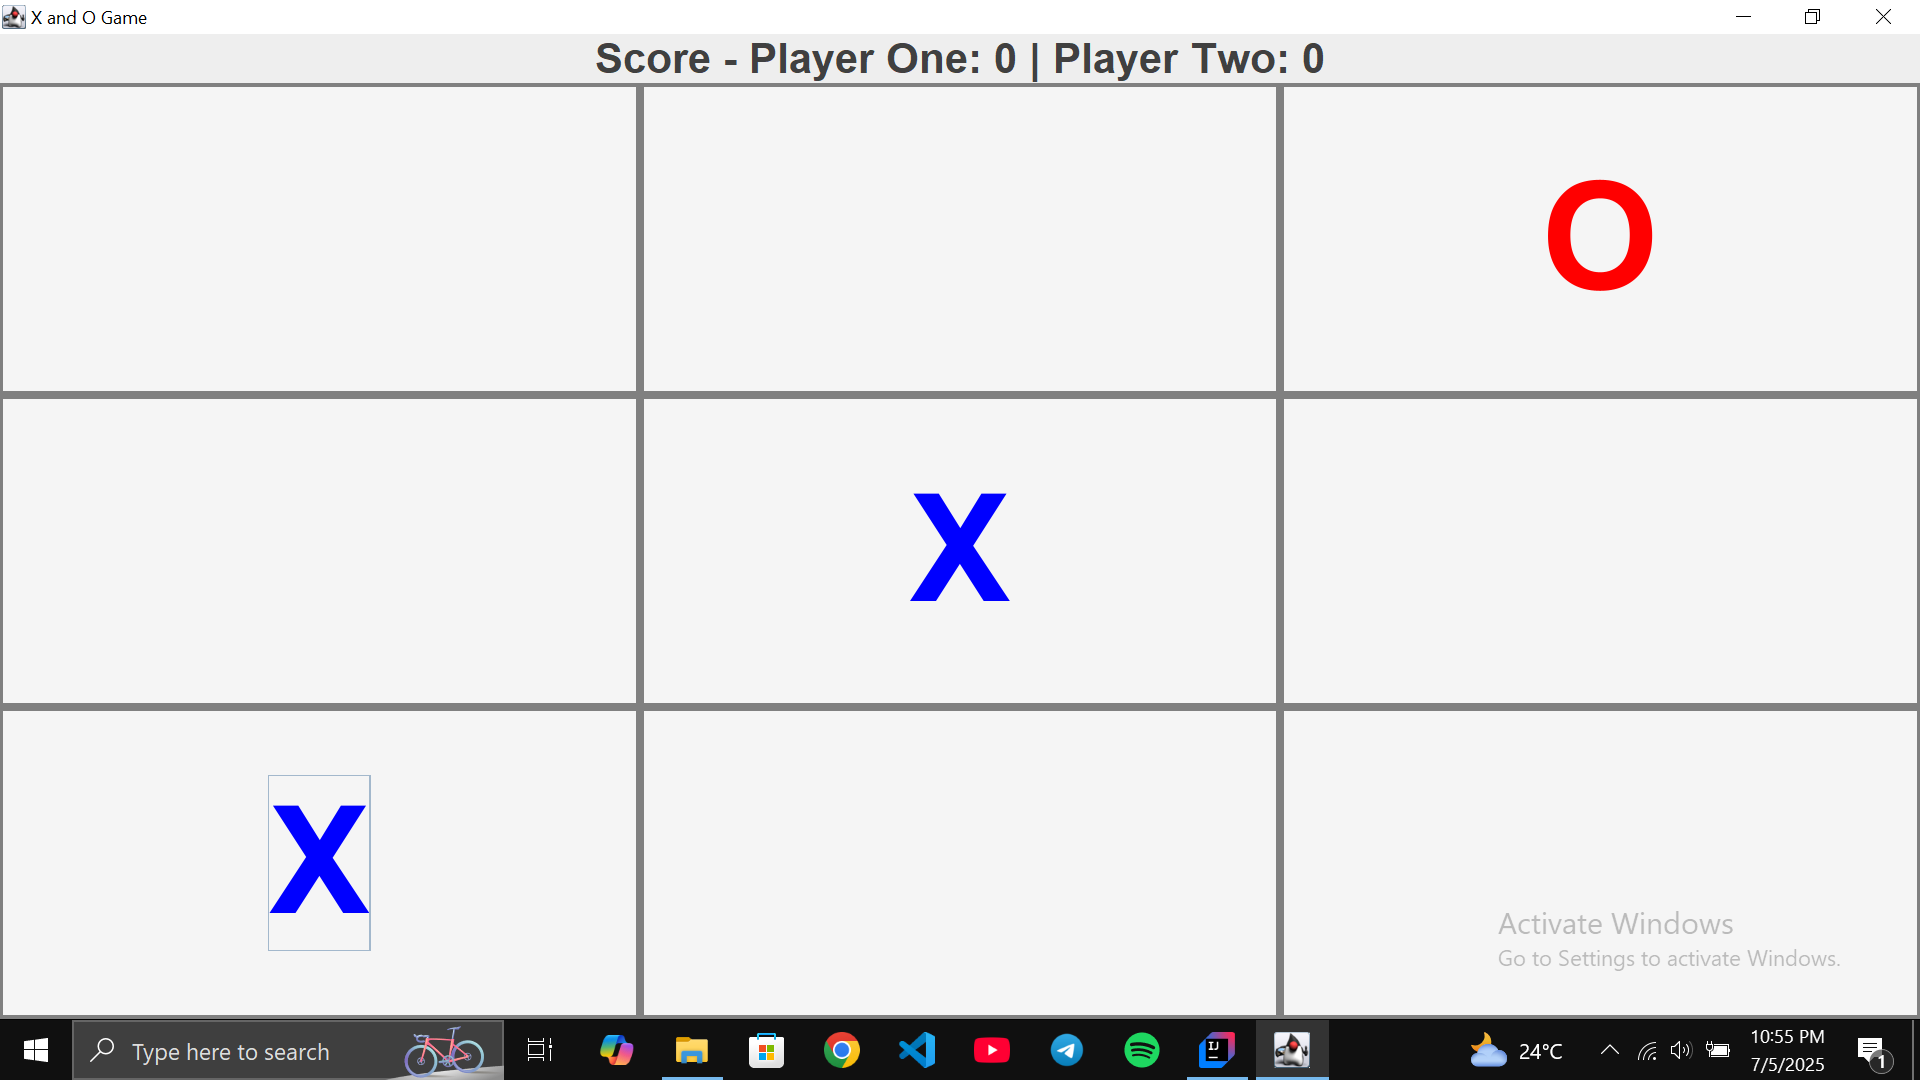 X and O Game
Score - Player One: 0 | Player Two: 0
O
X
X
Activate Windows
Go to Settings to activate Windows.
Type here to search
IJ
24°C
10:55 PM
7/5/2025
1